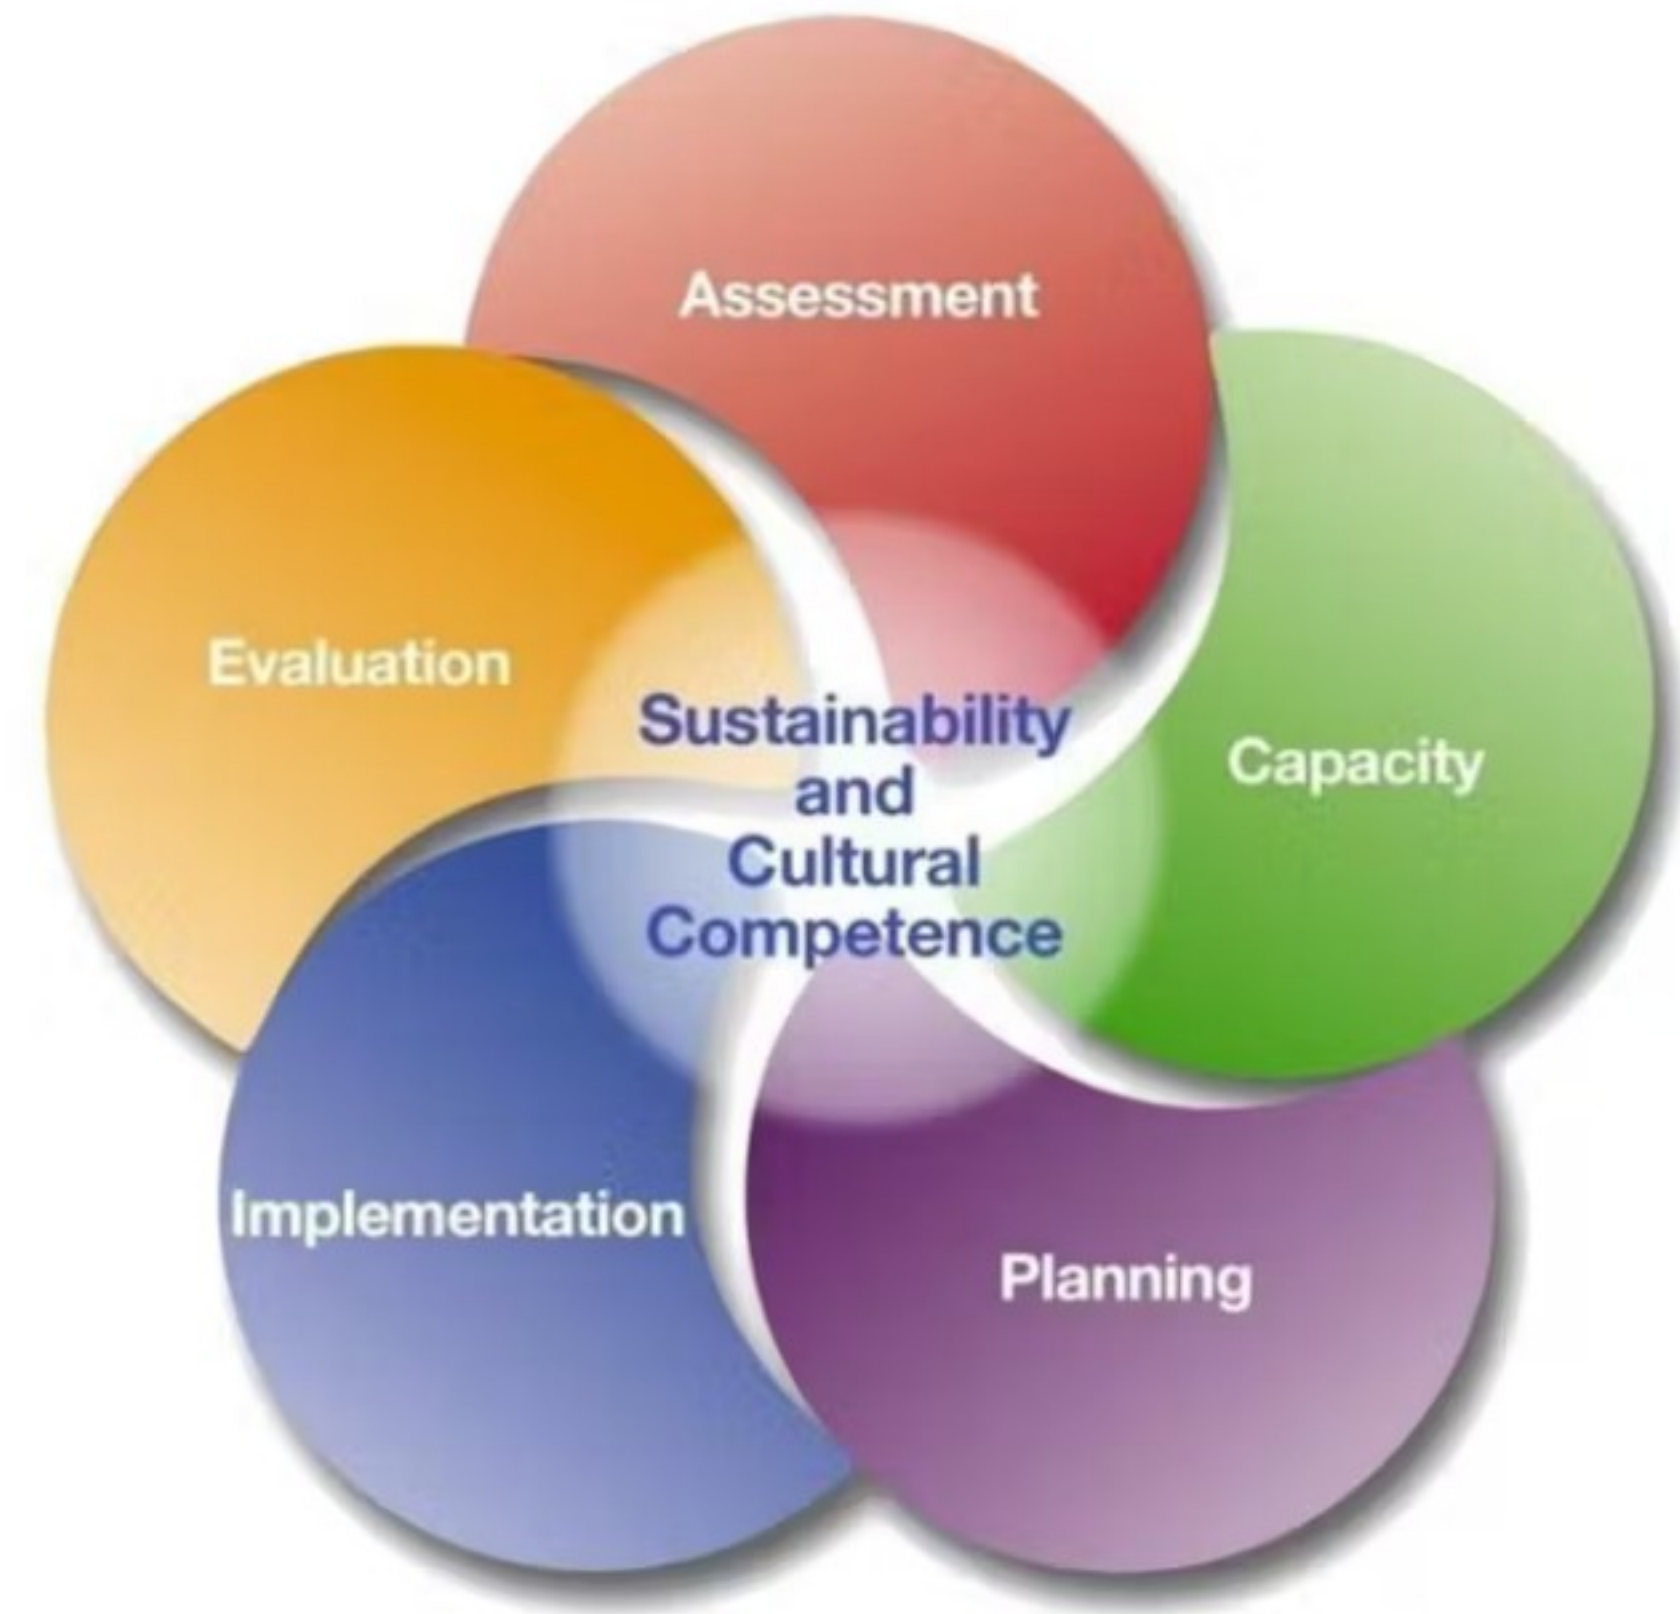 Assessment
Capacity
Planning
Implementation
Evaluation
Sustainability
and
Cultural
Competence